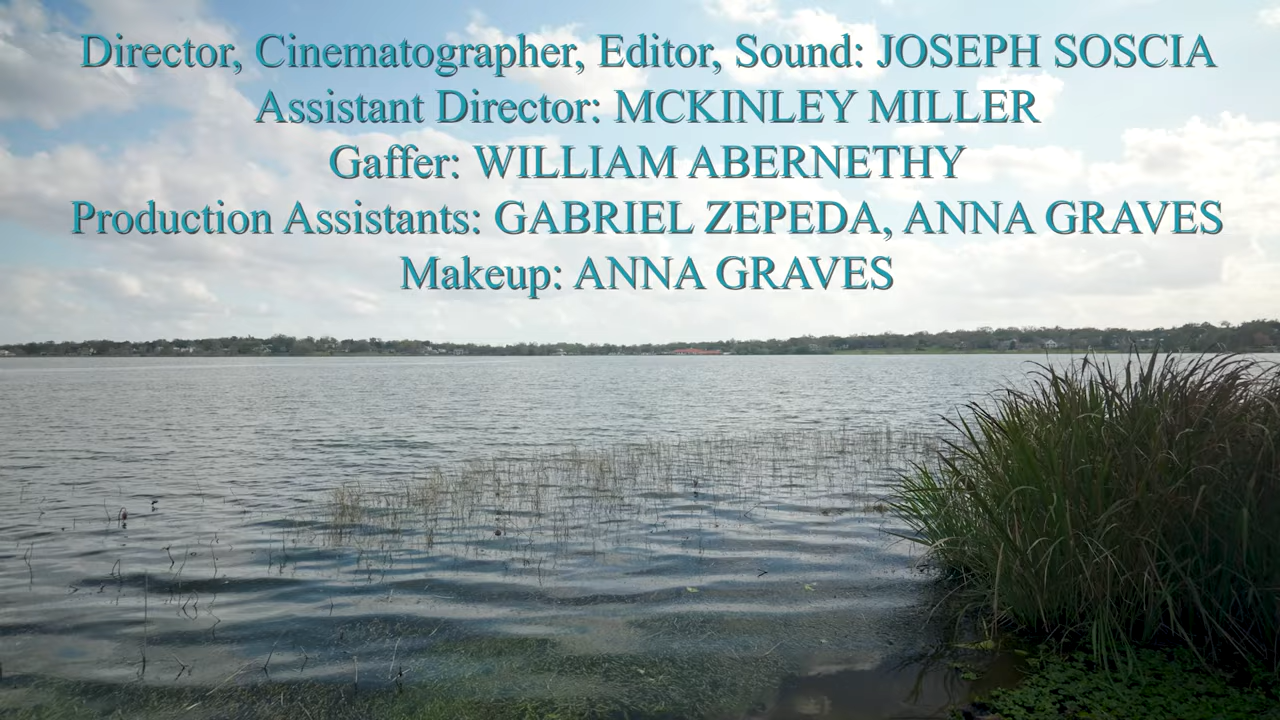 Director, Cinematographer, Editor, Sound: JOSEPH SOSCIA
Assistant Director: MCKINLEY MILLER
Gaffer: WILLIAM ABERNETHY
Production Assistants: GABRIEL ZEPEDA, ANNA GRAVES
Makeup: ANNA GRAVES